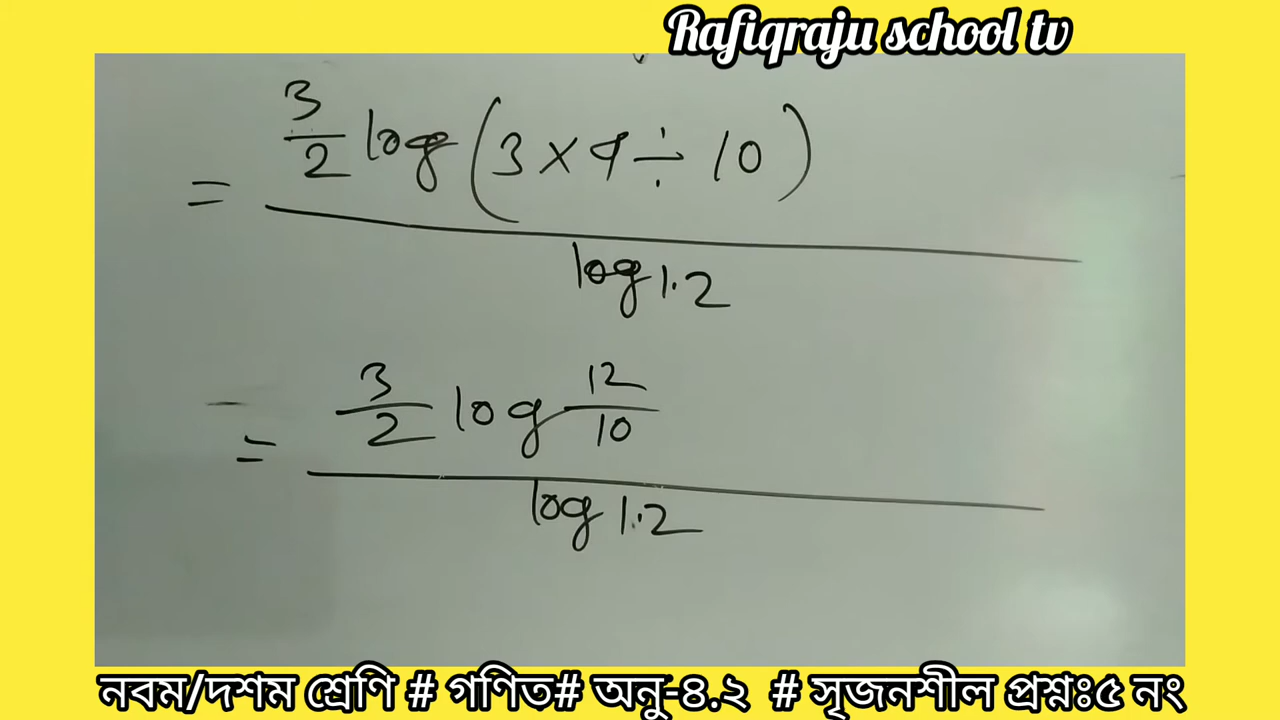 Rafiqraju school tv
= 3/2 log (3 × 4 ÷ 10)
log 1.2
= 3/2 log 12/10
log 1.2
নবম/দশম শ্রেণি # গণিত# অনু-৪.২ # সৃজনশীল প্রশ্নঃ৫ নং